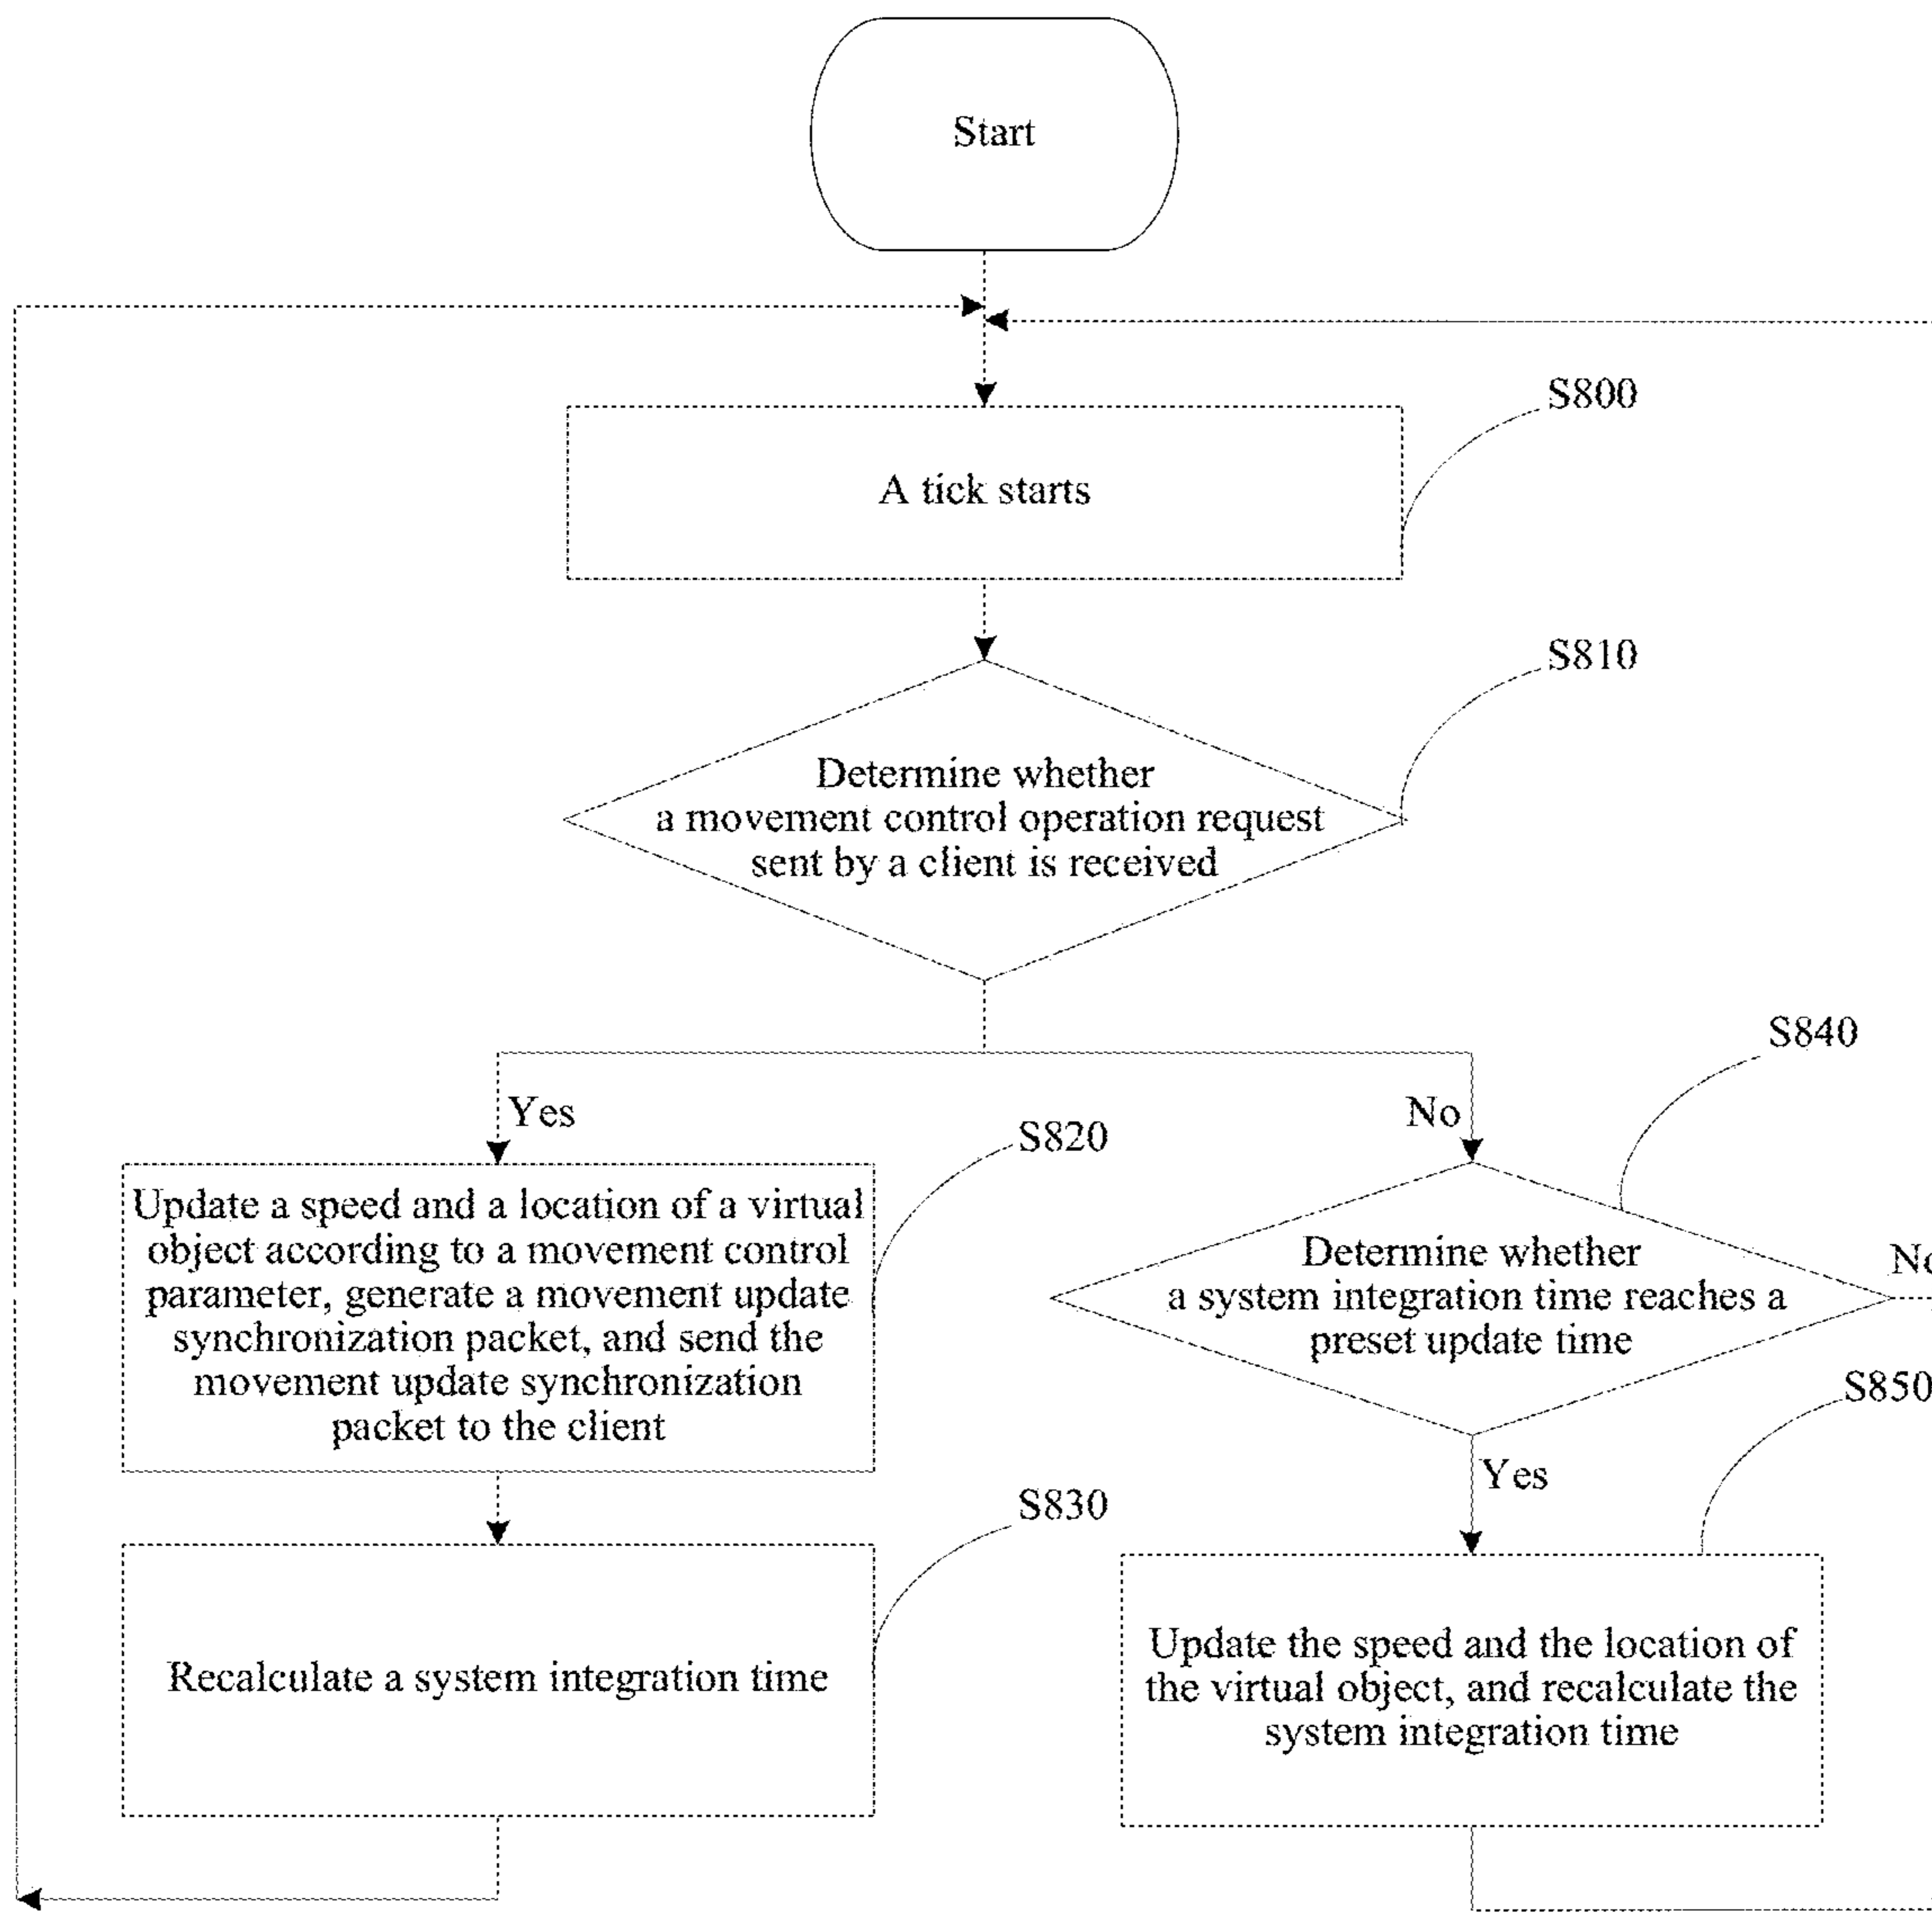 Start
S800
A tick starts
S810
Determine whether
a movement control operation request
sent by a client is received
S840
Yes
No
S820
Update a speed and a location of a virtual
object according to a movement control
parameter, generate a movement update
synchronization packet, and send the
movement update synchronization
packet to the client
Determine whether
a system integration time reaches a
preset update time
No
S850
Yes
S830
Recalculate a system integration time
Update the speed and the location of
the virtual object, and recalculate the
system integration time